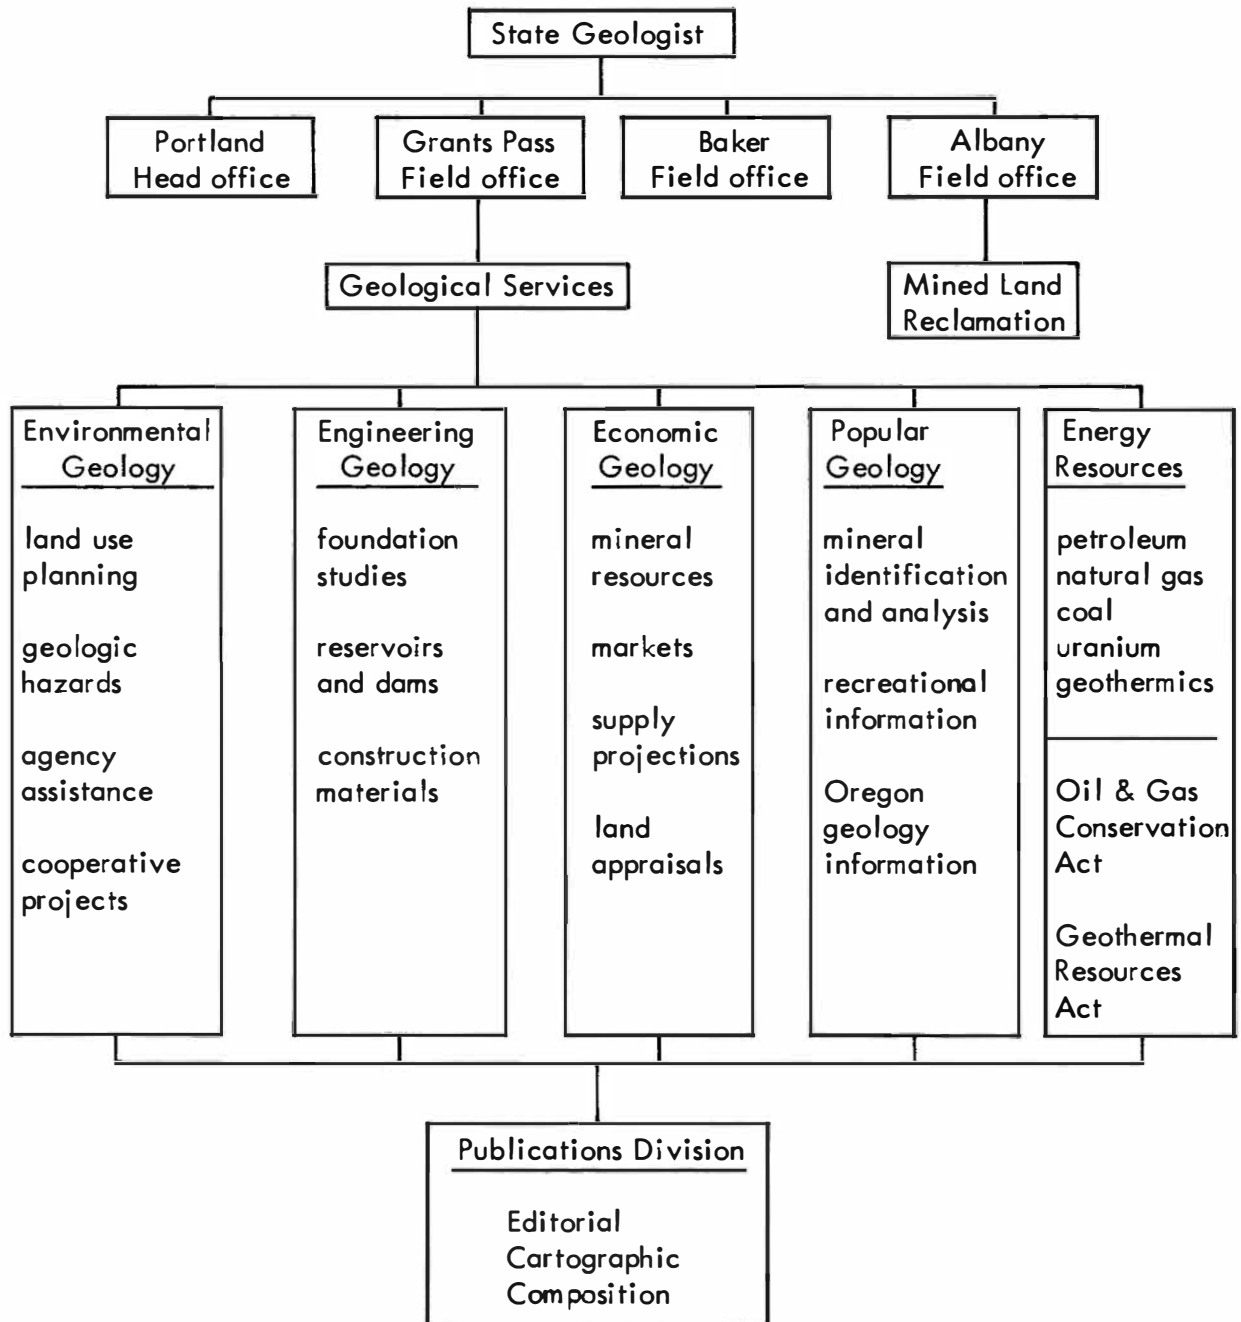 State Geologist
Portland
Head office
Grants Pass
Field office
Baker
Field office
Albany
Field office
Geological Services
Mined Land
Reclamation
Environmental
Geology
land use
planning
geologic
hazards
agency
assistance
cooperative
projects
Engineering
Geology
foundation
studies
reservoirs
and dams
construction
materials
Economic
Geology
mineral
resources
markets
supply
projections
land
appraisals
Popular
Geology
mineral
identification
and analysis
recreational
information
Oregon
geology
information
Energy
Resources
petroleum
natural gas
coal
uranium
geothermics
Oil & Gas
Conservation
Act
Geothermal
Resources
Act
Publications Division
Editorial
Cartographic
Composition